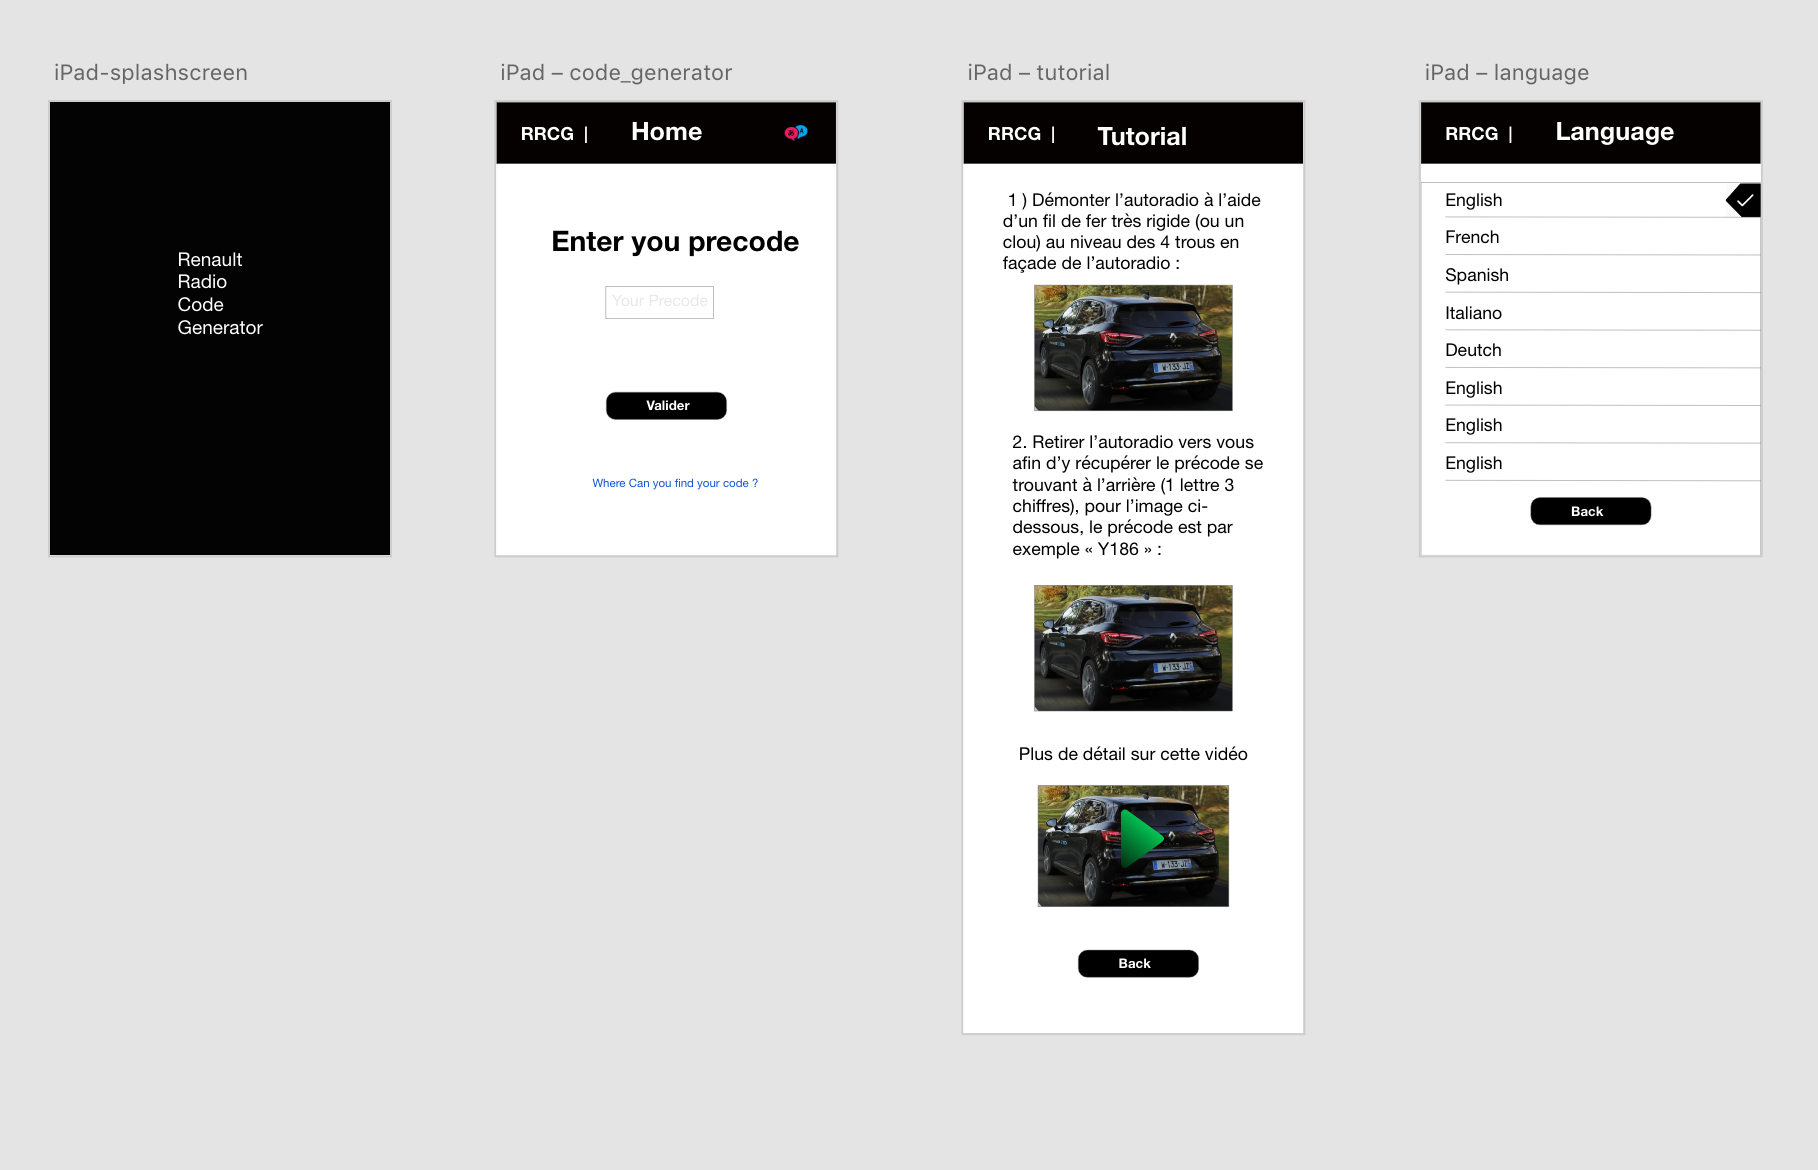 iPad-splashscreen
Renault
Radio
Code
Generator
iPad – code_generator
RRCG |
Home
Enter you precode
Your Precode
Valider
Where Can you find your code ?
iPad – tutorial
RRCG |
Tutorial
1 ) Démonter l’autoradio à l’aide
d’un fil de fer très rigide (ou un
clou) au niveau des 4 trous en
façade de l’autoradio :
2. Retirer l’autoradio vers vous
afin d’y récupérer le précode se
trouvant à l’arrière (1 lettre 3
chiffres), pour l’image ci-
dessous, le précode est par
exemple « Y186 » :
Plus de détail sur cette vidéo
Back
iPad – language
RRCG |
Language
English
French
Spanish
Italiano
Deutch
English
English
English
Back